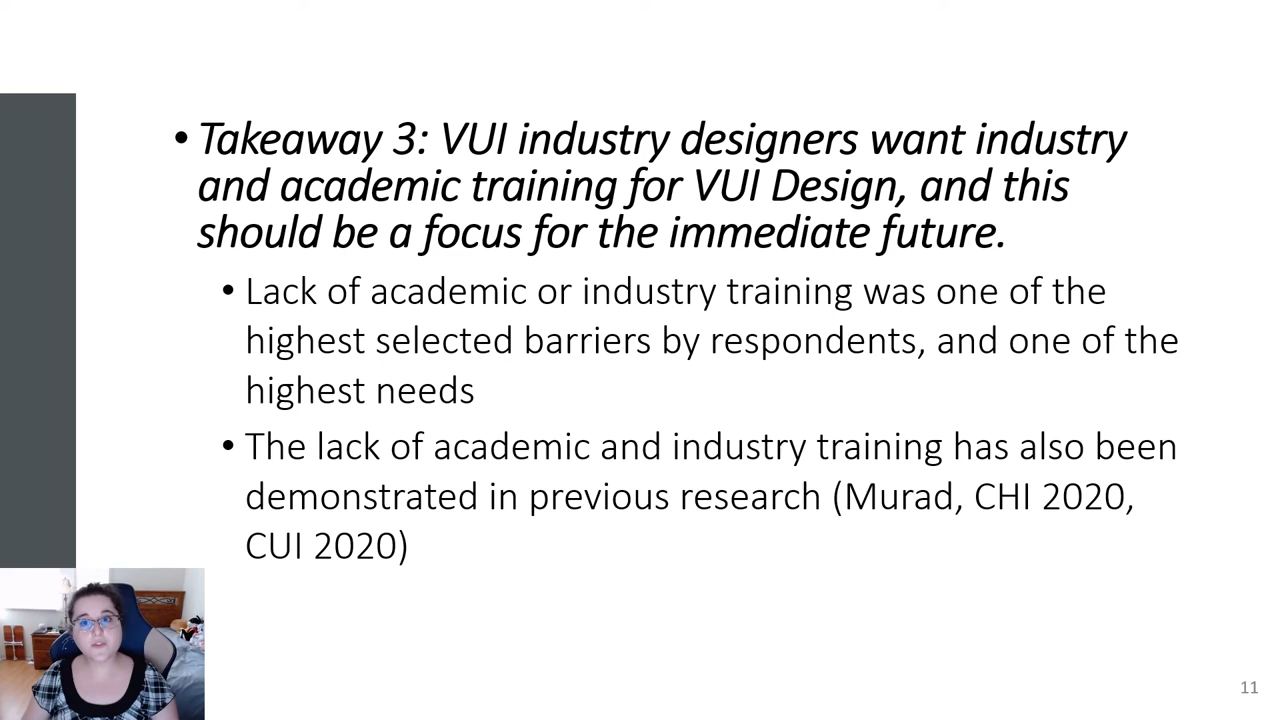 • Takeaway 3: VUI industry designers want industry
and academic training for VUI Design, and this
should be a focus for the immediate future.
• Lack of academic or industry training was one of the
highest selected barriers by respondents, and one of the
highest needs
• The lack of academic and industry training has also been
demonstrated in previous research (Murad, CHI 2020,
CUI 2020)
11